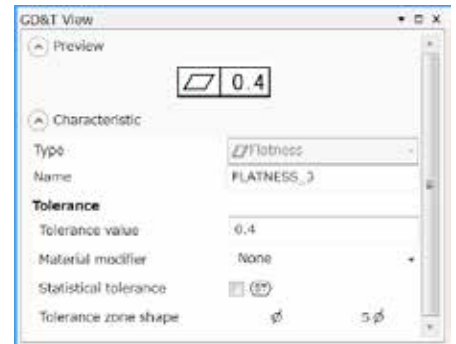 GD&T View
Preview
0.4
Characteristic
Type Flatness
Name FLATNESS_3
Tolerance
Tolerance value 0.4
Material modifier None
Statistical tolerance ST
Tolerance zone shape ⌀ S⌀